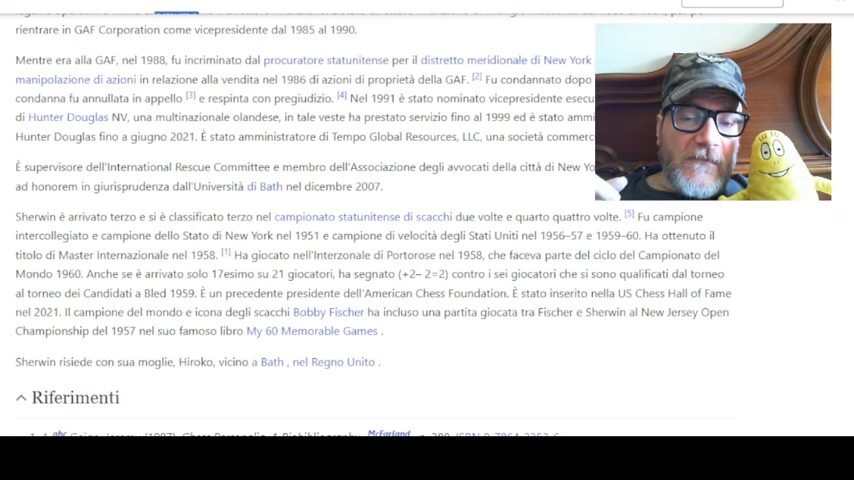 rientrare in GAF Corporation come vicepresidente dal 1985 al 1990.
Mentre era alla GAF, nel 1988, fu incriminato dal procuratore statunitense per il distretto meridionale di New York
manipolazione di azioni in relazione alla vendita nel 1986 di azioni di proprietà della GAF. [2] Fu condannato dopo
condanna fu annullata in appello [3] e respinta con pregiudizio. [4] Nel 1991 è stato nominato vicepresidente esecu
di Hunter Douglas NV, una multinazionale olandese, in tale veste ha prestato servizio fino al 1999 ed è stato ammi
Hunter Douglas fino a giugno 2021. È stato amministratore di Tempo Global Resources, LLC, una società commerc
È supervisore dell'International Rescue Committee e membro dell'Associazione degli avvocati della città di New Yo
ad honorem in giurisprudenza dall'Università di Bath nel dicembre 2007.
Sherwin è arrivato terzo e si è classificato terzo nel campionato statunitense di scacchi due volte e quarto quattro volte. [5] Fu campione
intercollegiato e campione dello Stato di New York nel 1951 e campione di velocità degli Stati Uniti nel 1956–57 e 1959–60. Ha ottenuto il
titolo di Master Internazionale nel 1958. [1] Ha giocato nell'Interzonale di Portorose nel 1958, che faceva parte del ciclo del Campionato del
Mondo 1960. Anche se è arrivato solo 17esimo su 21 giocatori, ha segnato (+2– 2=2) contro i sei giocatori che si sono qualificati dal torneo
al torneo dei Candidati a Bled 1959. È un precedente presidente dell'American Chess Foundation. È stato inserito nella US Chess Hall of Fame
nel 2021. Il campione del mondo e icona degli scacchi Bobby Fischer ha incluso una partita giocata tra Fischer e Sherwin al New Jersey Open
Championship del 1957 nel suo famoso libro My 60 Memorable Games .
Sherwin risiede con sua moglie, Hiroko, vicino a Bath , nel Regno Unito .
Riferimenti